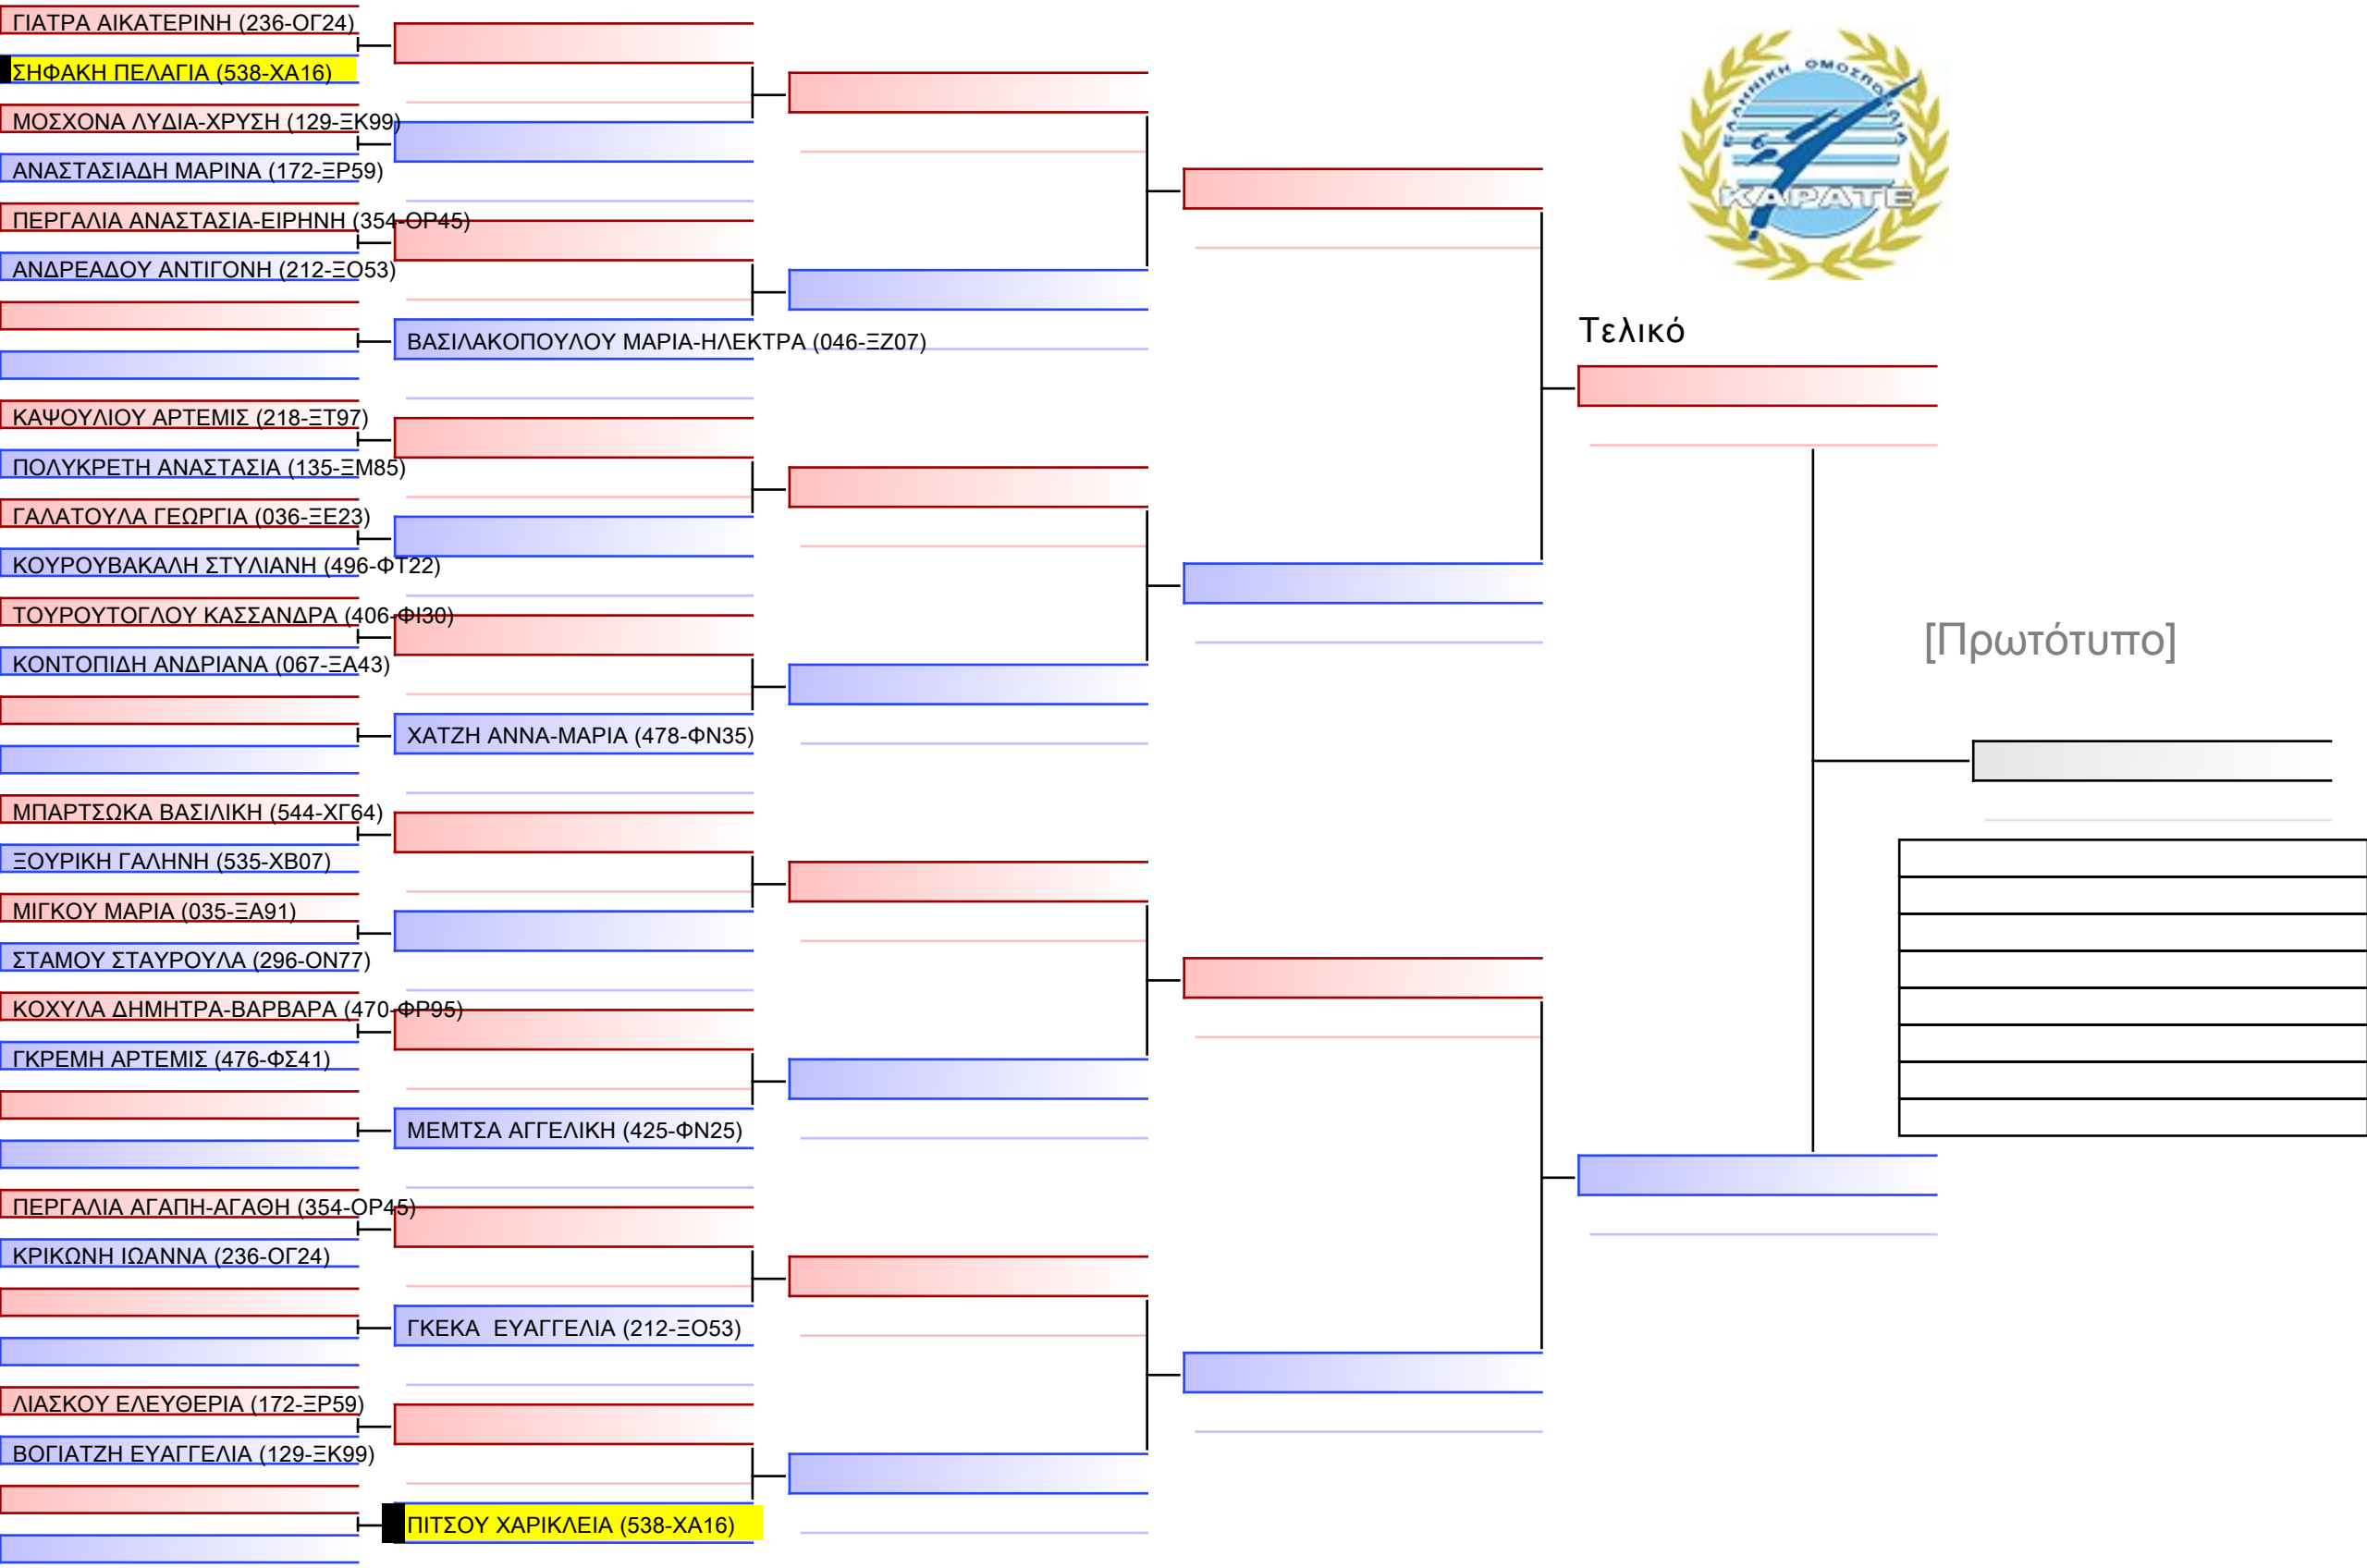 ΓΙΑΤΡΑ ΑΙΚΑΤΕΡΙΝΗ (236-ΟΓ24)
ΣΗΦΑΚΗ ΠΕΛΑΓΙΑ (538-ΧΑ16)
ΜΟΣΧΟΝΑ ΛΥΔΙΑ-ΧΡΥΣΗ (129-ΞΚ99)
ΑΝΑΣΤΑΣΙΑΔΗ ΜΑΡΙΝΑ (172-ΞΡ59)
ΠΕΡΓΑΛΙΑ ΑΝΑΣΤΑΣΙΑ-ΕΙΡΗΝΗ (354-ΟΡ45)
ΑΝΔΡΕΑΔΟΥ ΑΝΤΙΓΟΝΗ (212-ΞΟ53)
ΒΑΣΙΛΑΚΟΠΟΥΛΟΥ ΜΑΡΙΑ-ΗΛΕΚΤΡΑ (046-ΞΖ07)
ΚΑΨΟΥΛΙΟΥ ΑΡΤΕΜΙΣ (218-ΞΤ97)
ΠΟΛΥΚΡΕΤΗ ΑΝΑΣΤΑΣΙΑ (135-ΞΜ85)
ΓΑΛΑΤΟΥΛΑ ΓΕΩΡΓΙΑ (036-ΞΕ23)
ΚΟΥΡΟΥΒΑΚΑΛΗ ΣΤΥΛΙΑΝΗ (496-ΦΤ22)
ΤΟΥΡΟΥΤΟΓΛΟΥ ΚΑΣΣΑΝΔΡΑ (406-ΦΙ30)
ΚΟΝΤΟΠΙΔΗ ΑΝΔΡΙΑΝΑ (067-ΞΑ43)
ΧΑΤΖΗ ΑΝΝΑ-ΜΑΡΙΑ (478-ΦΝ35)
ΜΠΑΡΤΣΩΚΑ ΒΑΣΙΛΙΚΗ (544-ΧΓ64)
ΞΟΥΡΙΚΗ ΓΑΛΗΝΗ (535-ΧΒ07)
ΜΙΓΚΟΥ ΜΑΡΙΑ (035-ΞΑ91)
ΣΤΑΜΟΥ ΣΤΑΥΡΟΥΛΑ (296-ΟΝ77)
ΚΟΧΥΛΑ ΔΗΜΗΤΡΑ-ΒΑΡΒΑΡΑ (470-ΦΡ95)
ΓΚΡΕΜΗ ΑΡΤΕΜΙΣ (476-ΦΣ41)
ΜΕΜΤΣΑ ΑΓΓΕΛΙΚΗ (425-ΦΝ25)
ΠΕΡΓΑΛΙΑ ΑΓΑΠΗ-ΑΓΑΘΗ (354-ΟΡ45)
ΚΡΙΚΩΝΗ ΙΩΑΝΝΑ (236-ΟΓ24)
ΓΚΕΚΑ ΕΥΑΓΓΕΛΙΑ (212-ΞΟ53)
ΛΙΑΣΚΟΥ ΕΛΕΥΘΕΡΙΑ (172-ΞΡ59)
ΒΟΓΙΑΤΖΗ ΕΥΑΓΓΕΛΙΑ (129-ΞΚ99)
ΠΙΤΣΟΥ ΧΑΡΙΚΛΕΙΑ (538-ΧΑ16)
ΕΛΛΗΝΙΚΗ ΟΜΟΣΠΟΝΔΙΑ
ΚΑΡΑΤΕ
Τελικό
[Πρωτότυπο]